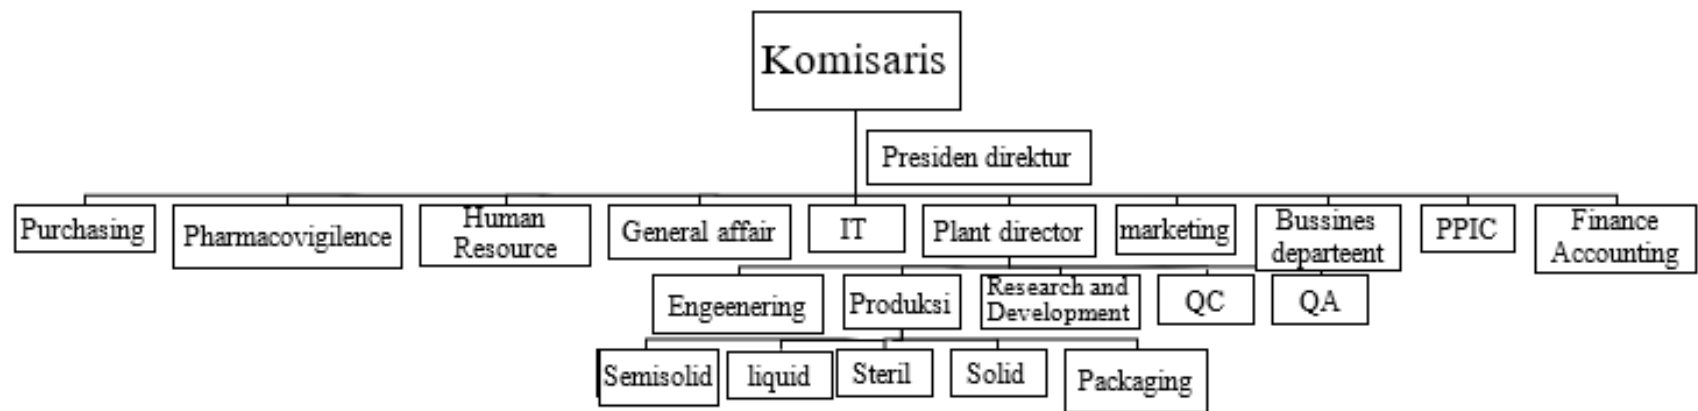 Komisaris
Presiden direktur
Purchasing
Pharmacovigilence
Human
Resource
General affair
IT
Plant director
marketing
Bussines
departeent
PPIC
Finance
Accounting
Engeenering
Produksi
Research and
Development
QC
QA
Semisolid
liquid
Steril
Solid
Packaging